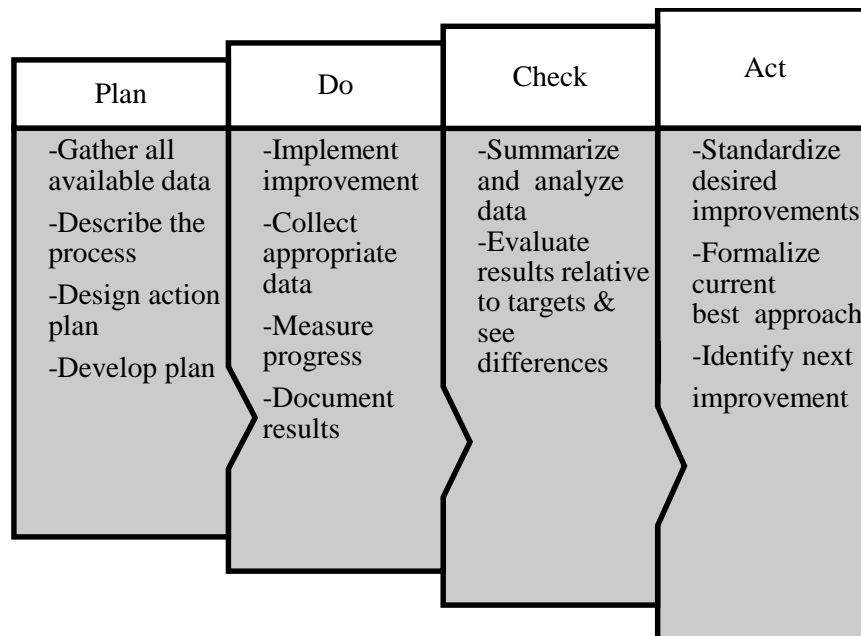 Plan
-Gather all
available data
-Describe the
process
-Design action
plan
-Develop plan
Do
-Implement
improvement
-Collect
appropriate
data
-Measure
progress
-Document
results
Check
-Summarize
and analyze
data
-Evaluate
results relative
to targets &
see
differences
Act
-Standardize
desired
improvements
-Formalize
current
best approach
-Identify next
improvement